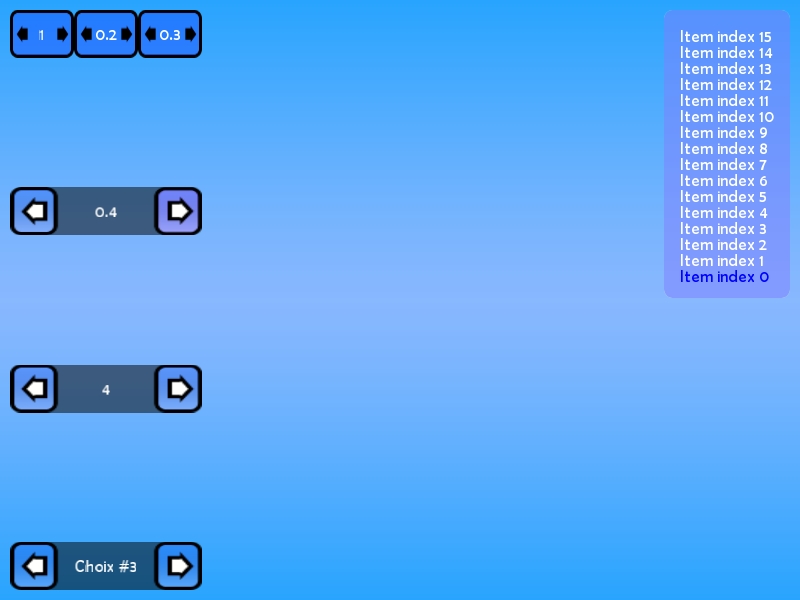 1 0.2 0.3
0.4
4
Choix #3
Item index 15
Item index 14
Item index 13
Item index 12
Item index 11
Item index 10
Item index 9
Item index 8
Item index 7
Item index 6
Item index 5
Item index 4
Item index 3
Item index 2
Item index 1
Item index 0